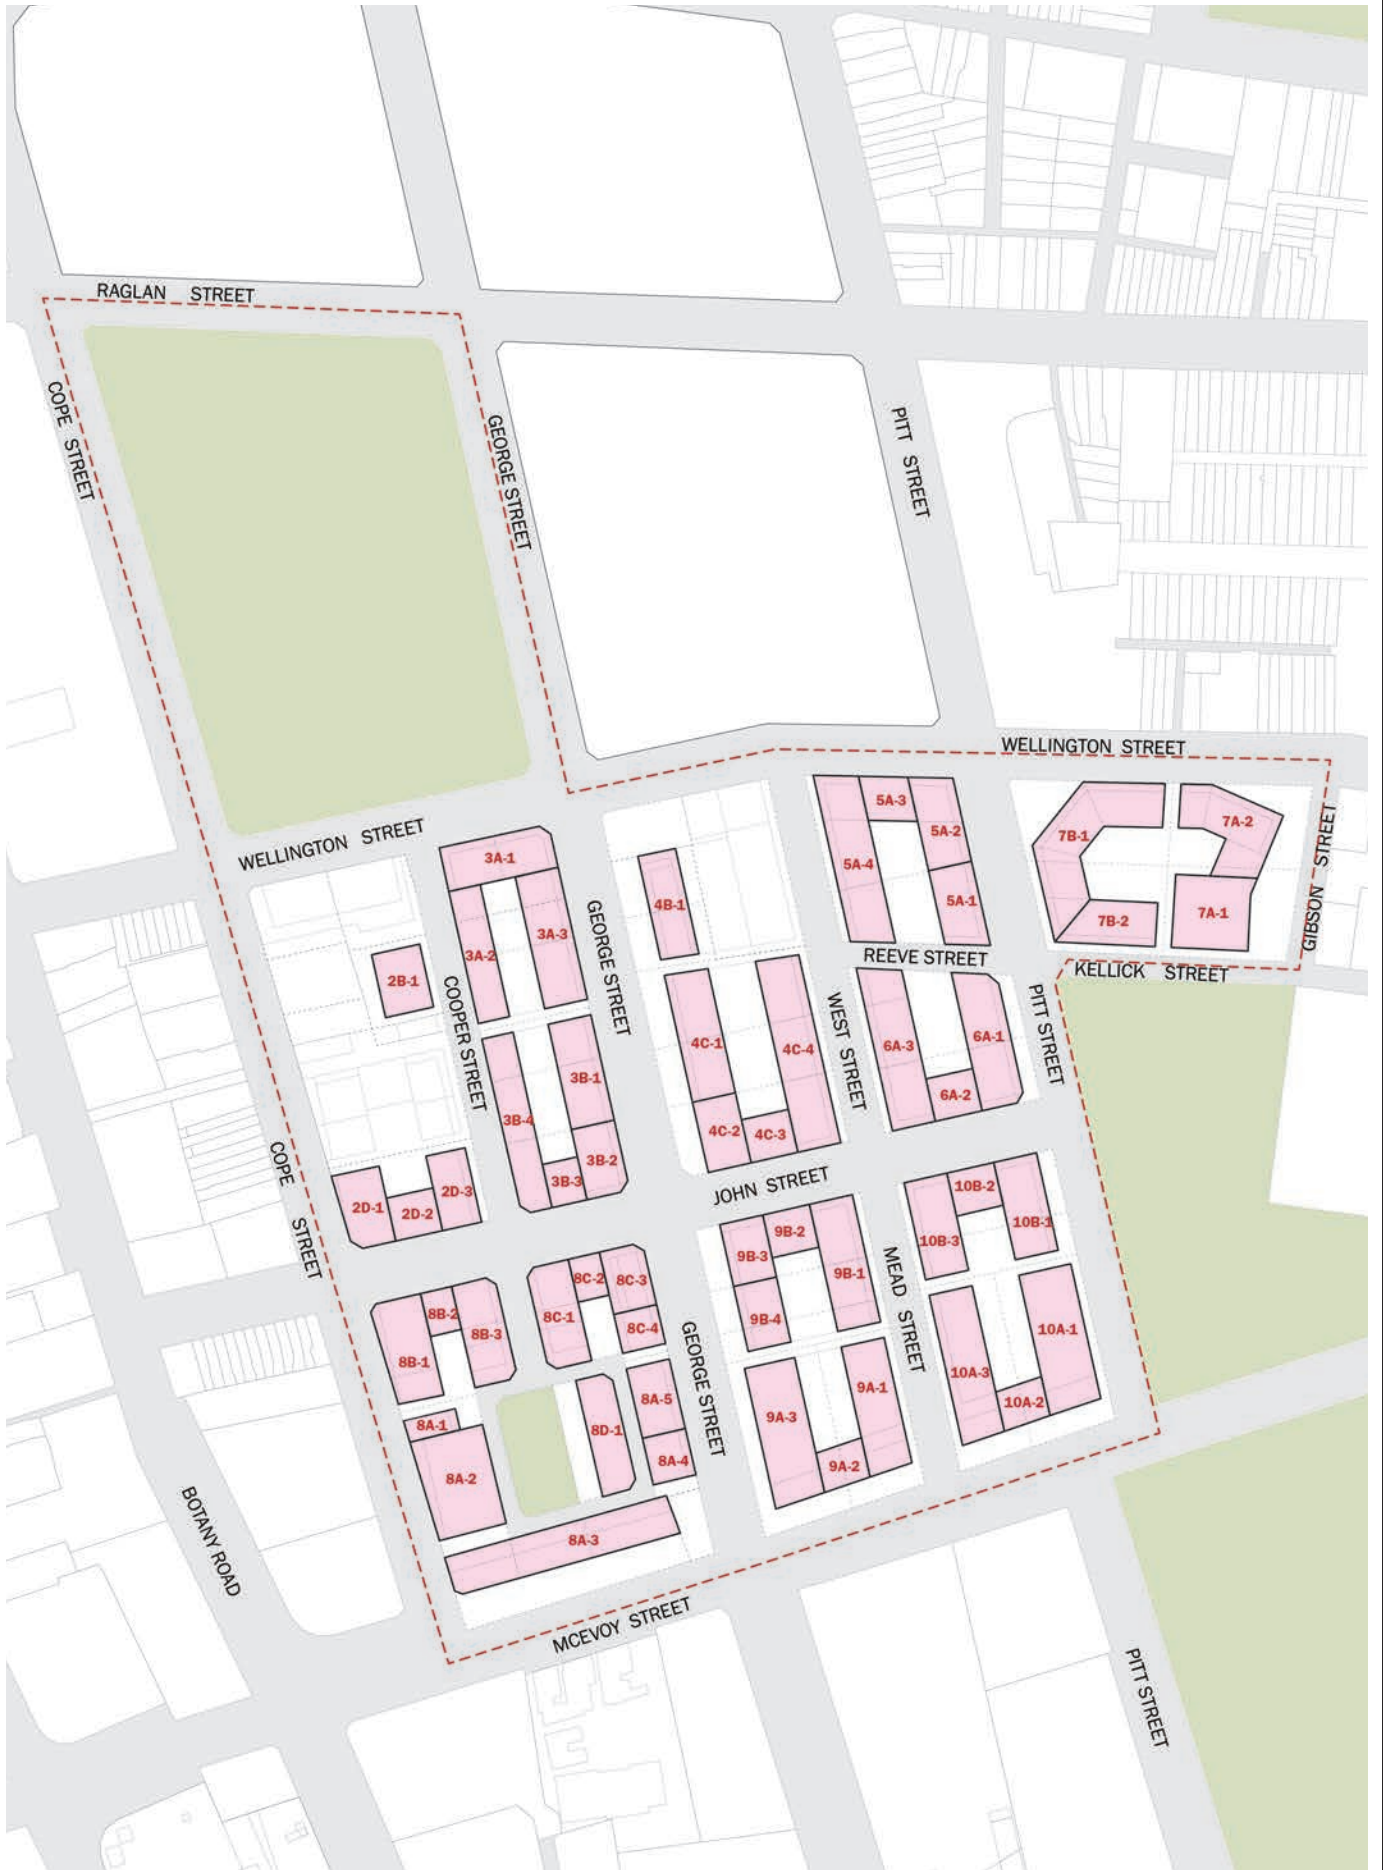 RAGLAN STREET
COPE STREET
GEORGE STREET
PITT STREET
WELLINGTON STREET
5A-3
7A-2
5A-2
7B-1
WELLINGTON STREET
3A-1
5A-4
GIBSON STREET
4B-1
5A-1
7A-1
7B-2
3A-3
GEORGE STREET
3A-2
REEVE STREET
KELLICK STREET
2B-1
COOPER STREET
WEST STREET
PITT STREET
4C-1
4C-4
6A-3
6A-1
3B-1
6A-2
3B-4
4C-2
4C-3
3B-2
3B-3
COPE STREET
2D-3
2D-1
2D-2
JOHN STREET
10B-2
10B-1
9B-2
10B-3
9B-3
MEAD STREET
8C-2
8C-3
9B-1
8B-2
8C-1
9B-4
8C-4
8B-3
10A-1
GEORGE STREET
8B-1
10A-3
9A-1
8A-5
10A-2
9A-3
8A-1
8D-1
8A-4
9A-2
8A-2
8A-3
BOTANY ROAD
MCEVOY STREET
PITT STREET